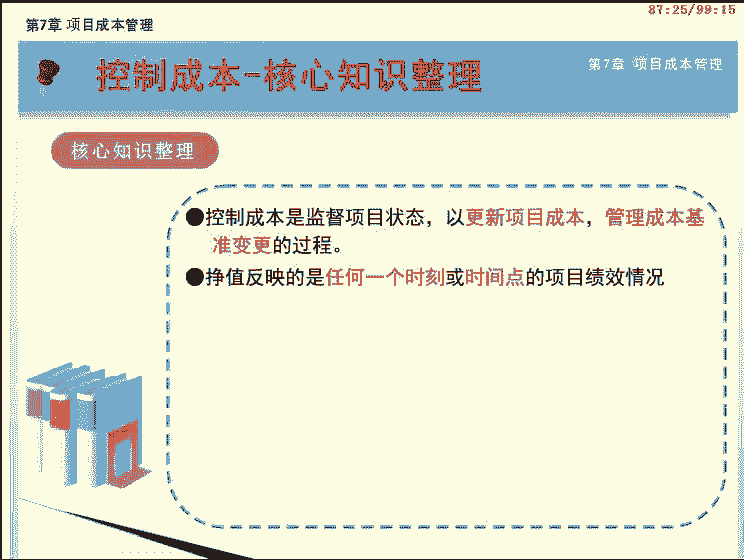 87:25/99:15
第7章 项目成本管理
控制成本-核心知识整理
第7章 项目成本管理
核心知识整理
●控制成本是监督项目状态，以更新项目成本，管理成本基
准变更的过程。
●挣值反映的是任何一个时刻或时间点的项目绩效情况